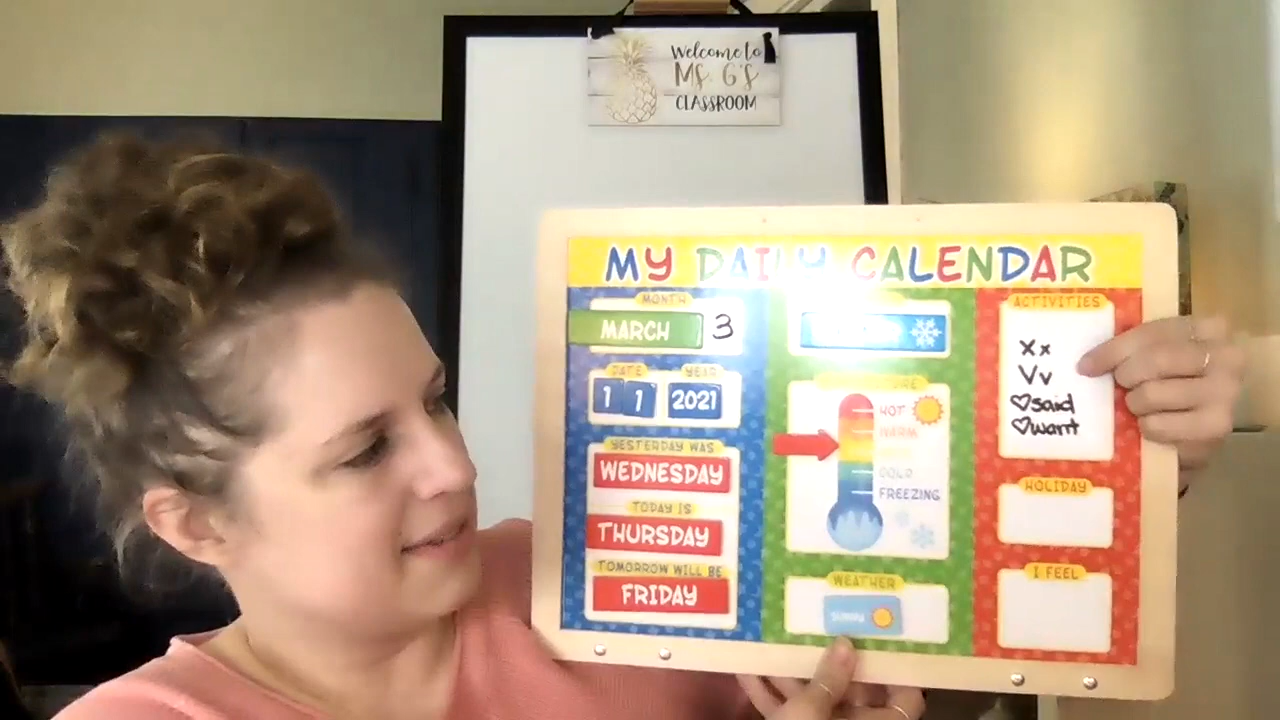 Welcome to
Ms. G's
CLASSROOM
MY DAILY CALENDAR
MONTH
MARCH 3
DATE YEAR
1 1 2021
YESTERDAY WAS
WEDNESDAY
TODAY IS
THURSDAY
TOMORROW WILL BE
FRIDAY
HOT
WARM
COLD
FREEZING
WEATHER
SUNNY
ACTIVITIES
Xx
Vv
♡said
♡want
HOLIDAY
I FEEL